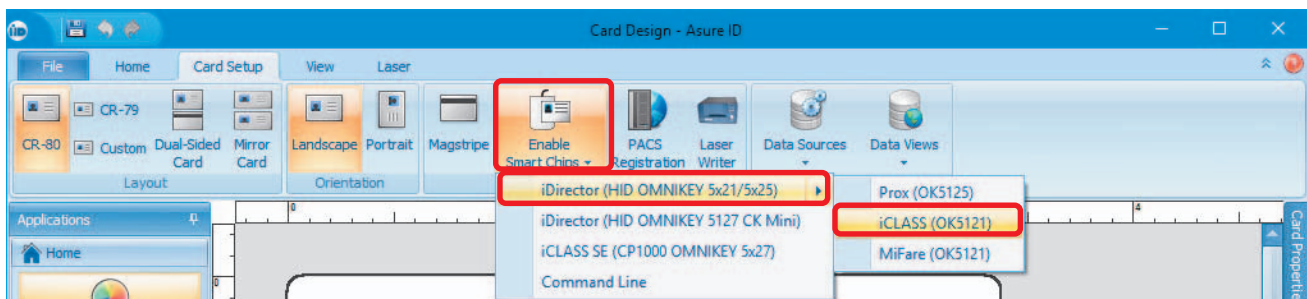 iD
Card Design - Asure ID
File Home Card Setup View Laser
CR-80
CR-79
Custom
Dual-Sided
Card
Mirror
Card
Layout
Landscape Portrait
Orientation
Magstripe
Enable
Smart Chips
PACS
Registration
Laser
Writer
Data Sources
Data Views
iDirector (HID OMNIKEY 5x21/5x25)
iDirector (HID OMNIKEY 5127 CK Mini)
iCLASS SE (CP1000 OMNIKEY 5x27)
Command Line
Prox (OK5125)
iCLASS (OK5121)
MiFare (OK5121)
Applications
Home
0
4
0